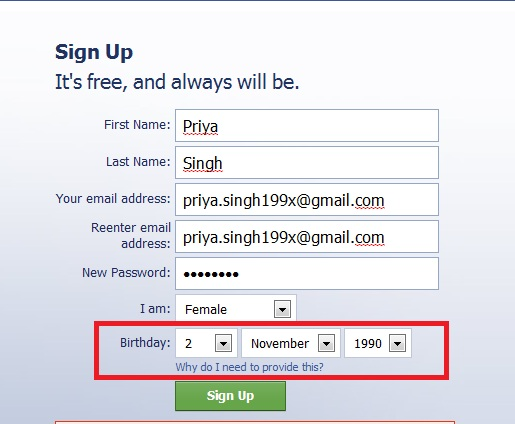 Sign Up
It's free, and always will be.
First Name: Priya
Last Name: Singh
Your email address: priya.singh199x@gmail.com
Reenter email address: priya.singh199x@gmail.com
New Password: ••••••••
I am: Female
Birthday: 2 November 1990
Why do I need to provide this?
Sign Up